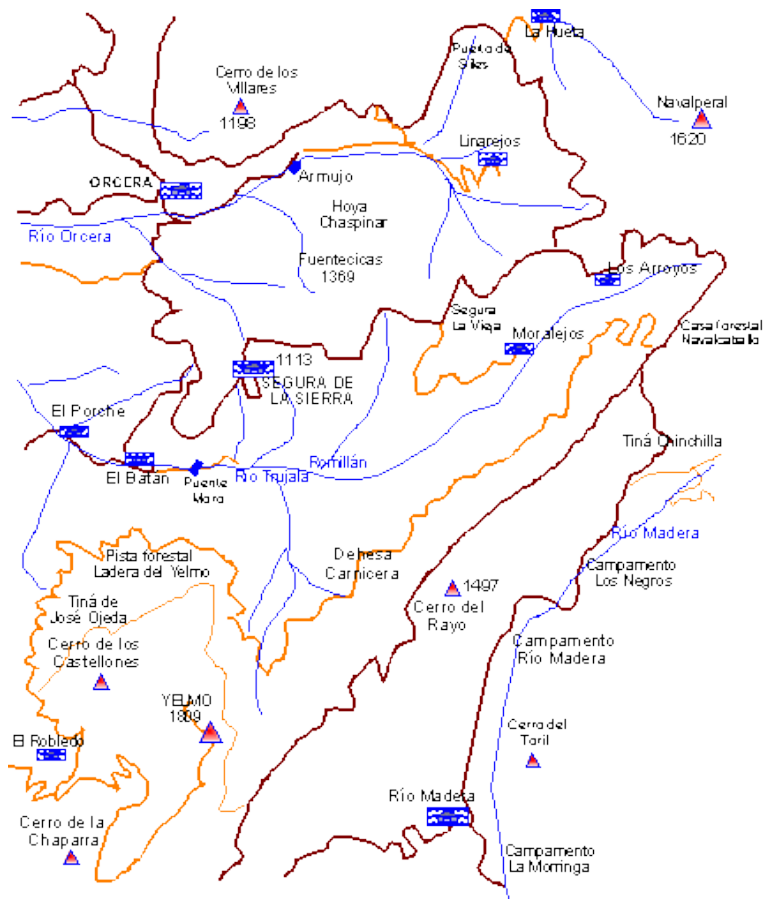 La Hueta
Puerto de
Siles
Cerro de los
Villares
1198
Navalperal
1620
Linarejos
ORCERA
Armujo
Hoya
Chaspinar
Río Orcera
Fuentecicas
1369
Los Arroyos
Segura
La Vieja
Moralejos
Casa forestal
Navalcaballo
1113
SEGURA DE
LA SIERRA
El Porche
Tiná Chinchilla
Romillán
El Batán
Río Trujala
Puente
Mora
Río Madera
Pista forestal
Ladera del Yelmo
Dehesa
Carnicera
Campamento
Los Negros
1497
Cerro del
Rayo
Tiná de
José Ojeda
Cerro de los
Castellones
Campamento
Río Madera
YELMO
1809
Cerro del
Toril
El Robledo
Río Madera
Cerro de la
Chaparra
Campamento
La Morringa